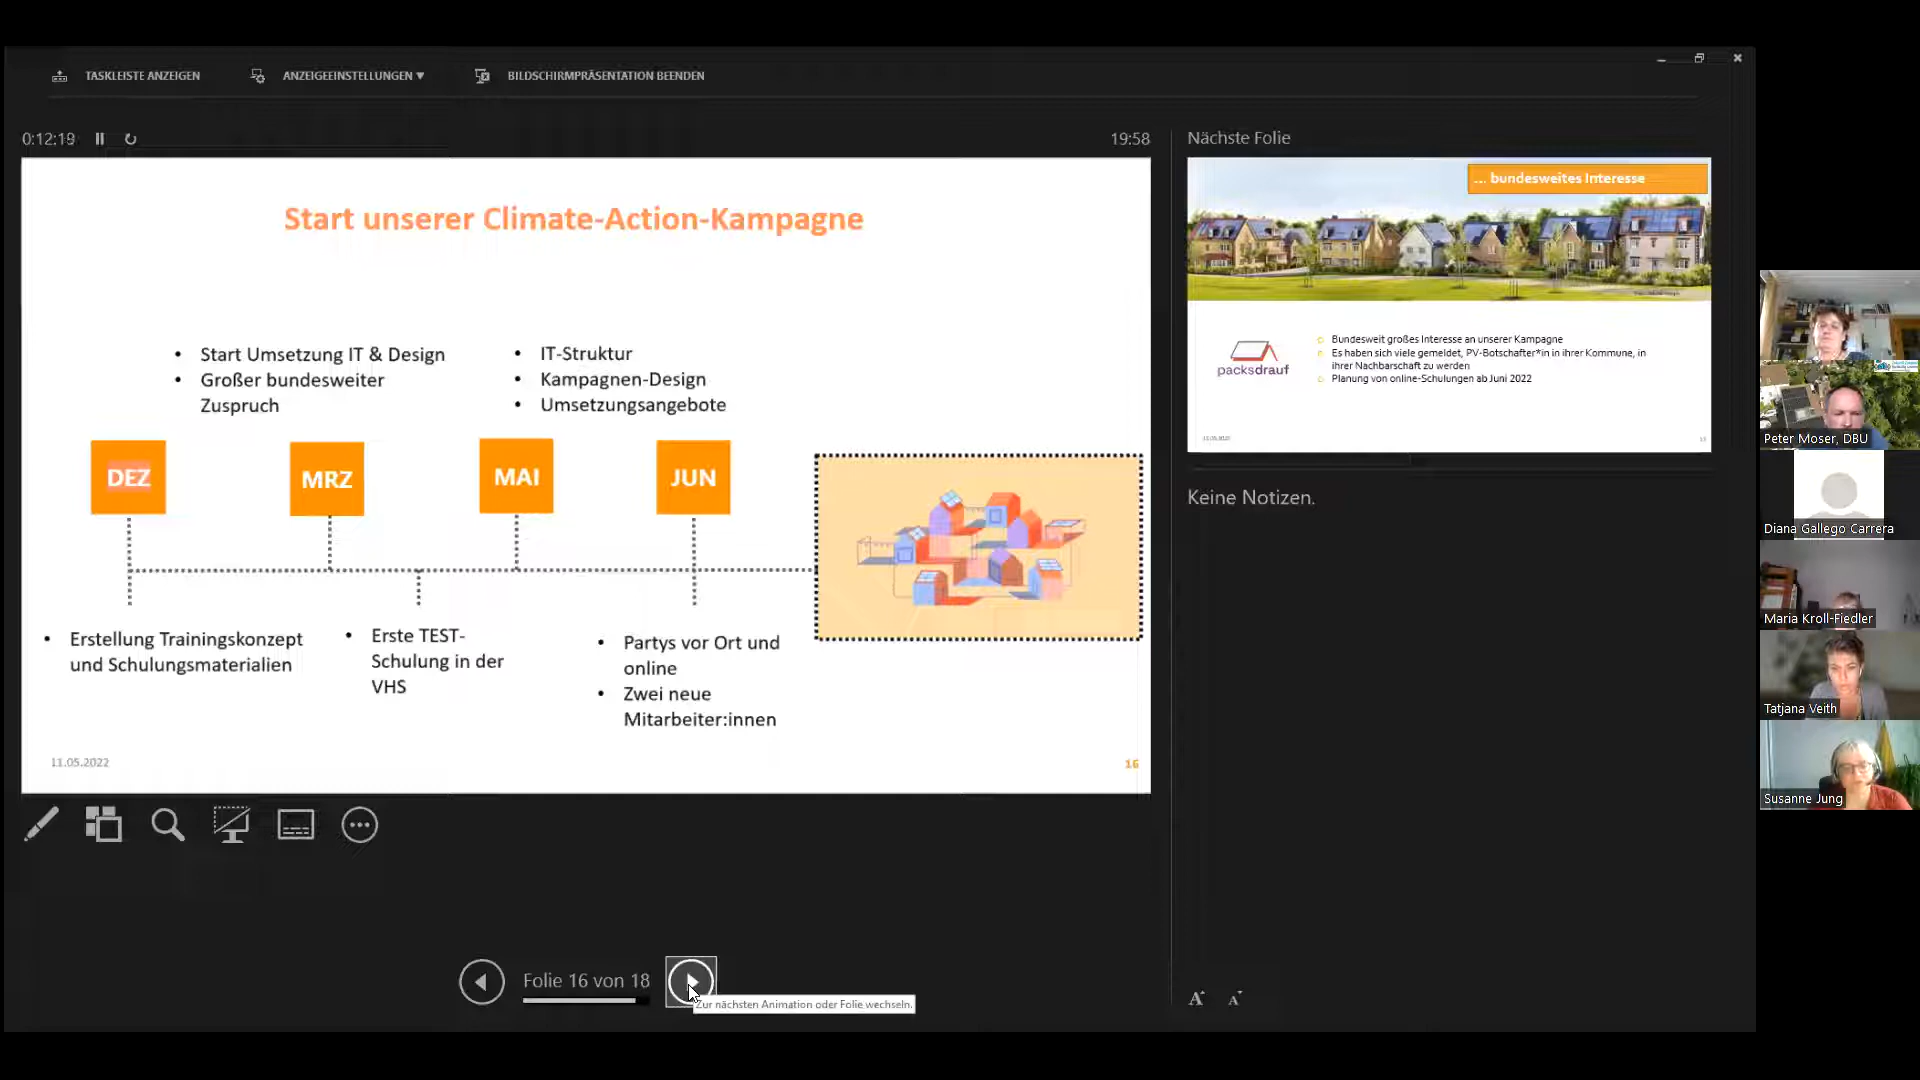 TASKLEISTE ANZEIGEN
ANZEIGEEINSTELLUNGEN ▼
BILDSCHIRMPRÄSENTATION BEENDEN
0:12:19
19:58
Start unserer Climate-Action-Kampagne
• Start Umsetzung IT & Design
• Großer bundesweiter
Zuspruch
• IT-Struktur
• Kampagnen-Design
• Umsetzungsangebote
DEZ
MRZ
MAI
JUN
• Erstellung Trainingskonzept
und Schulungsmaterialien
• Erste TEST-
Schulung in der
VHS
• Partys vor Ort und
online
• Zwei neue
Mitarbeiter:innen
11.05.2022
16
Folie 16 von 18
Zur nächsten Animation oder Folie wechseln.
Nächste Folie
... bundesweites Interesse
packsdrauf
Bundesweit großes Interesse an unserer Kampagne
Es haben sich viele gemeldet, PV-Botschafter*in in ihrer Kommune, in
ihrer Nachbarschaft zu werden
Planung von online-Schulungen ab Juni 2022
11.05.2022
Keine Notizen.
A
A
Peter Moser, DBU
Diana Gallego Carrera
Maria Kroll-Fiedler
Tatjana Veith
Susanne Jung